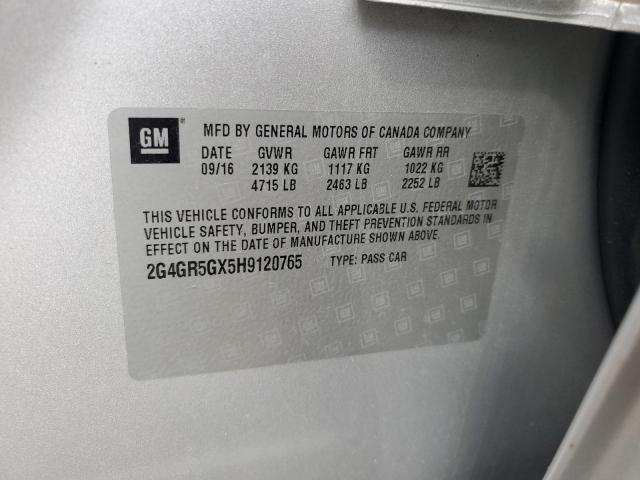 GM MFD BY GENERAL MOTORS OF CANADA COMPANY
DATE GVWR GAWR FRT GAWR RR
09/16 2139 KG 1117 KG 1022 KG
4715 LB 2463 LB 2252 LB
THIS VEHICLE CONFORMS TO ALL APPLICABLE U.S. FEDERAL MOTOR
VEHICLE SAFETY, BUMPER, AND THEFT PREVENTION STANDARDS IN
EFFECT ON THE DATE OF MANUFACTURE SHOWN ABOVE.
2G4GR5GX5H9120765 TYPE: PASS CAR